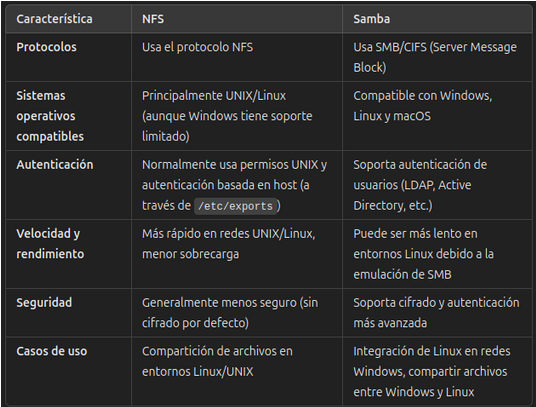 Característica NFS Samba
Protocolos Usa el protocolo NFS Usa SMB/CIFS (Server Message
Block)
Sistemas Principalmente UNIX/Linux Compatible con Windows,
operativos (aunque Windows tiene soporte Linux y macOS
compatibles limitado)
Autenticación Normalmente usa permisos UNIX y Soporta autenticación de
autenticación basada en host (a usuarios (LDAP, Active
través de /etc/exports) Directory, etc.)
Velocidad y Más rápido en redes UNIX/Linux, Puede ser más lento en
rendimiento menor sobrecarga entornos Linux debido a la
emulación de SMB
Seguridad Generalmente menos seguro (sin Soporta cifrado y autenticación
cifrado por defecto) más avanzada
Casos de uso Compartición de archivos en Integración de Linux en redes
entornos Linux/UNIX Windows, compartir archivos
entre Windows y Linux